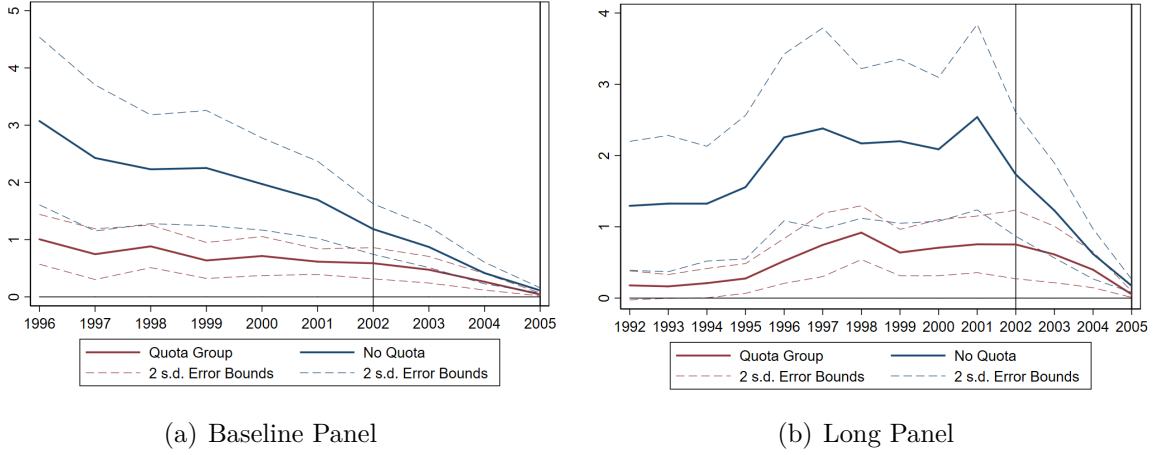 5
4
3
2
1
0
1996 1997 1998 1999 2000 2001 2002 2003 2004 2005
Quota Group No Quota
2 s.d. Error Bounds 2 s.d. Error Bounds
(a) Baseline Panel
4
3
2
1
0
1992 1993 1994 1995 1996 1997 1998 1999 2000 2001 2002 2003 2004 2005
Quota Group No Quota
2 s.d. Error Bounds 2 s.d. Error Bounds
(b) Long Panel